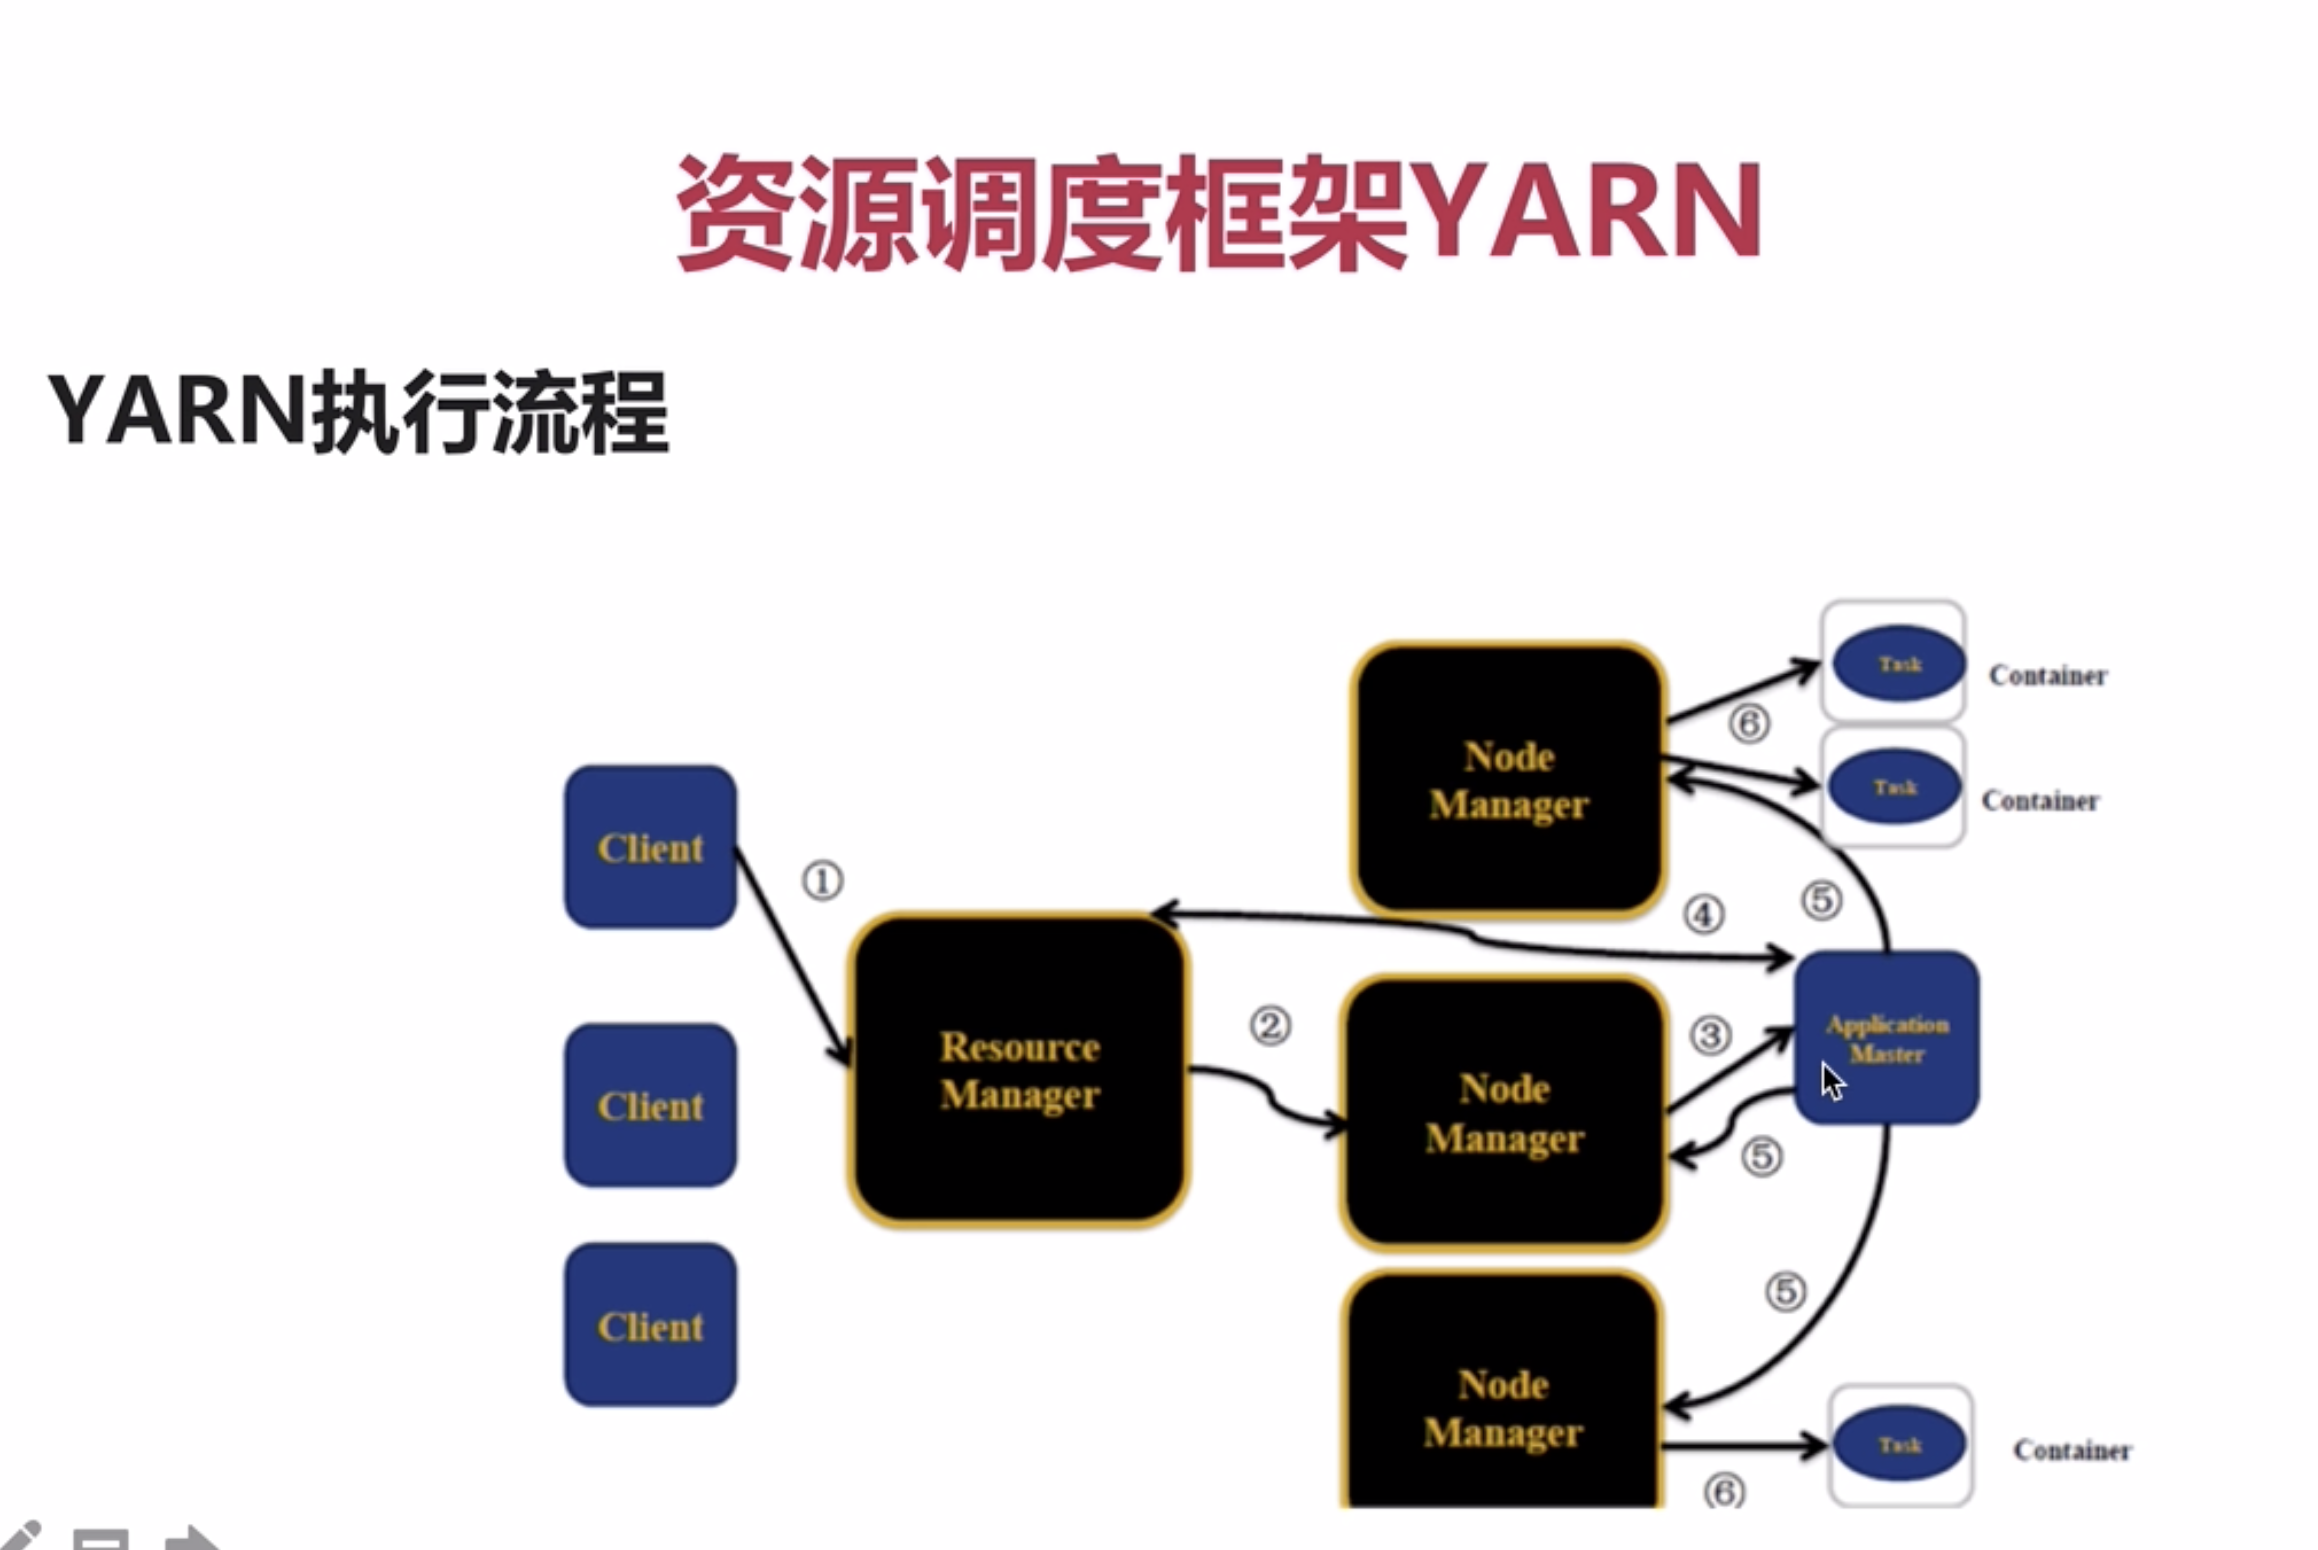 资源调度框架YARN
YARN执行流程
Task
Container
⑥
Node
Manager
Task
Container
Client
①
④
⑤
Resource
Manager
②
Node
Manager
③
Application
Master
⑤
Client
⑤
Client
Node
Manager
Task
Container
⑥